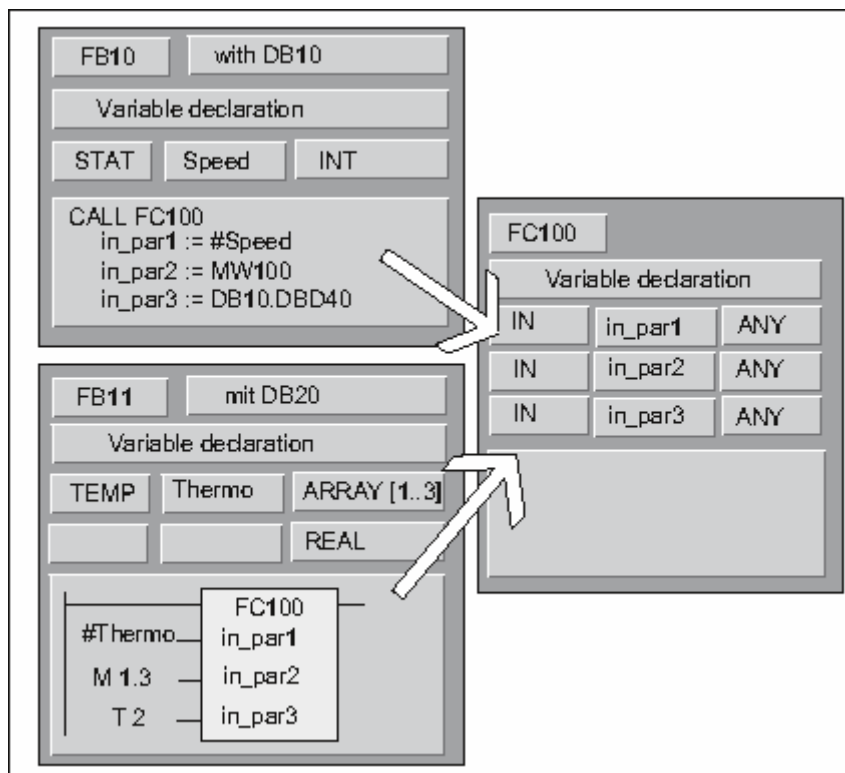 FB10 with DB10
Variable declaration
STAT Speed INT
CALL FC100
in_par1 := #Speed
in_par2 := MW100
in_par3 := DB10.DBD40
FB11 mit DB20
Variable declaration
TEMP Thermo ARRAY [1..3]
REAL
FC100
#Thermo in_par1
M 1.3 in_par2
T 2 in_par3
FC100
Variable declaration
IN in_par1 ANY
IN in_par2 ANY
IN in_par3 ANY